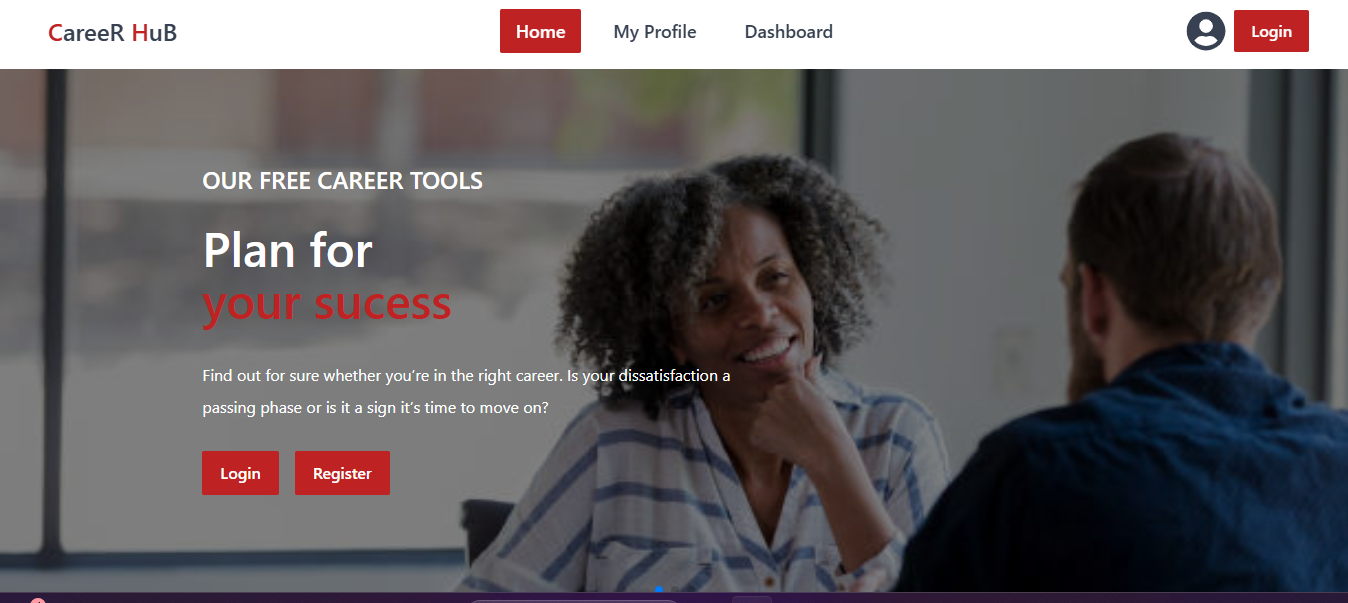 CareeR HuB
Home
My Profile
Dashboard
Login
OUR FREE CAREER TOOLS
Plan for
your sucess
Find out for sure whether you’re in the right career. Is your dissatisfaction a
passing phase or is it a sign it’s time to move on?
Login
Register